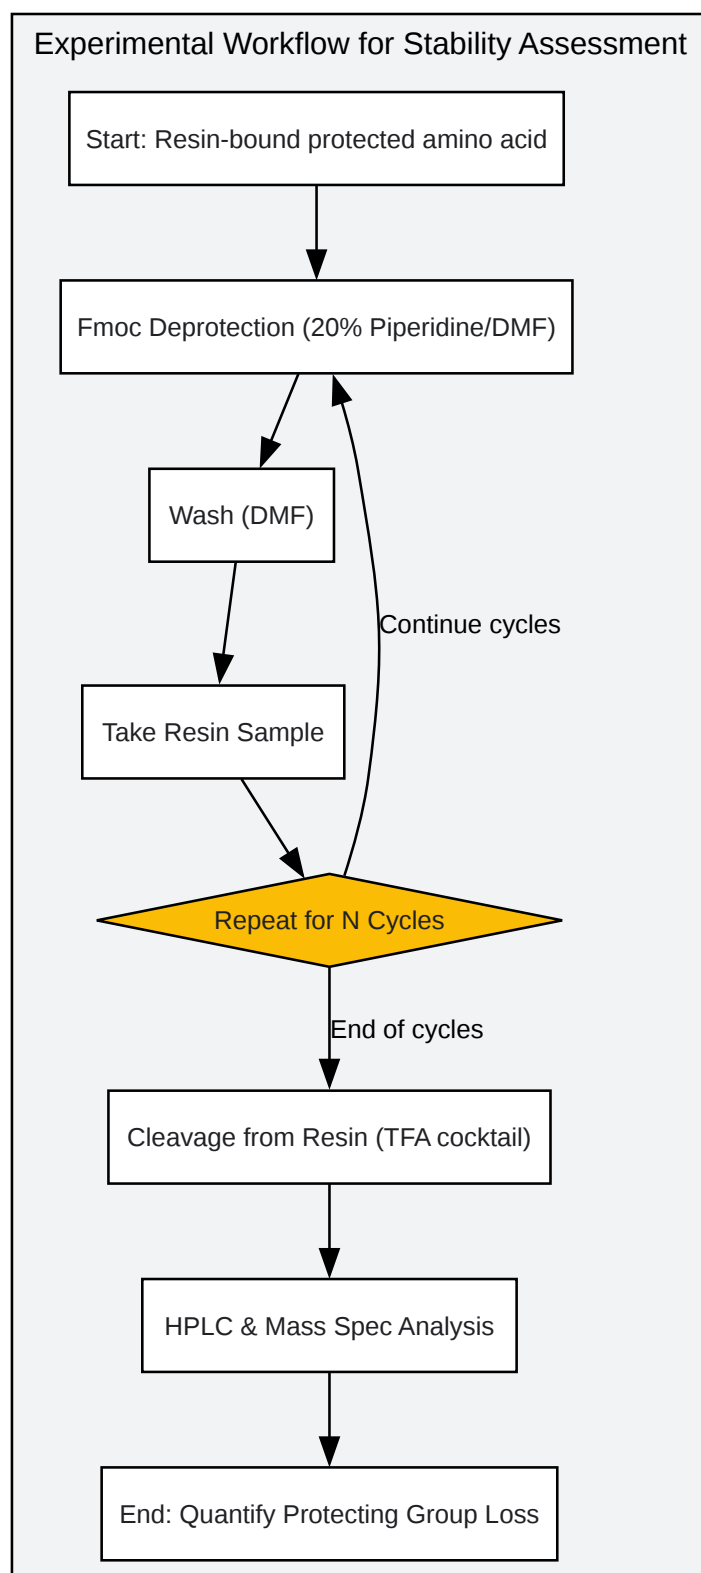 Experimental Workflow for Stability Assessment
Start: Resin-bound protected amino acid
Fmoc Deprotection (20% Piperidine/DMF)
Wash (DMF)
Continue cycles
Take Resin Sample
Repeat for N Cycles
End of cycles
Cleavage from Resin (TFA cocktail)
HPLC & Mass Spec Analysis
End: Quantify Protecting Group Loss